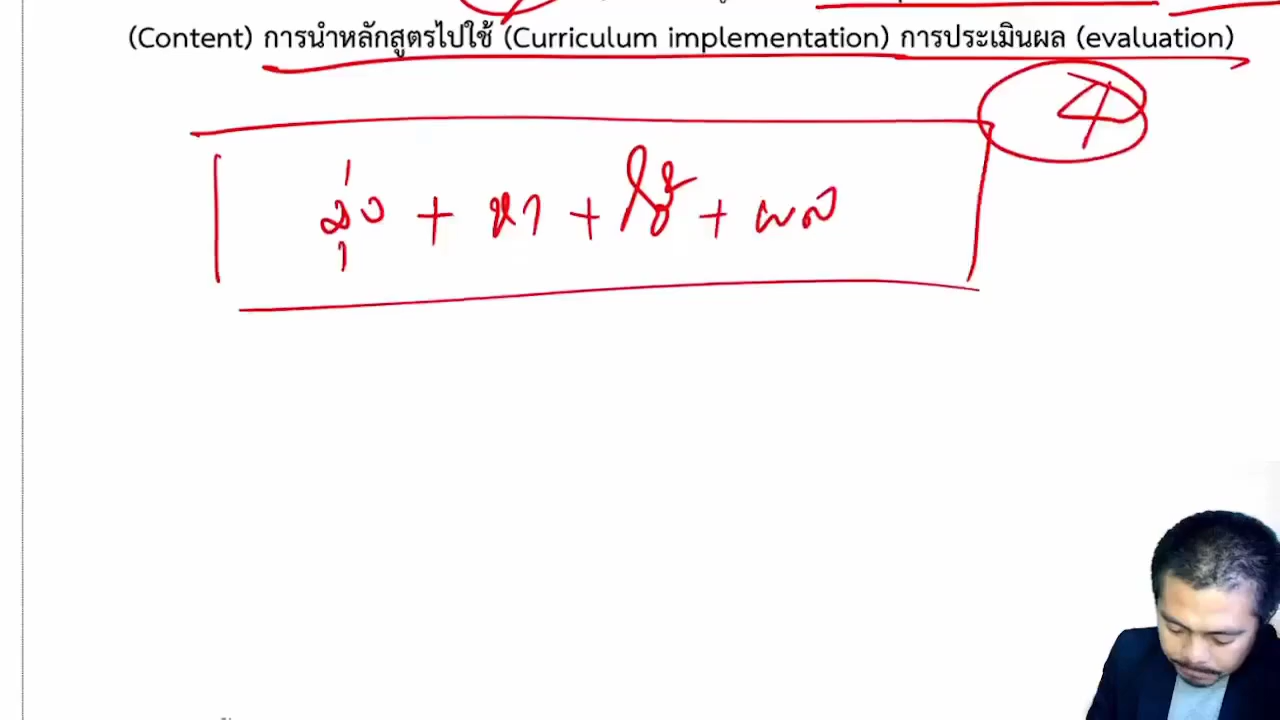 (Content) การนำหลักสูตรไปใช้ (Curriculum implementation) การประเมินผล (evaluation)
4
มุ่ง + หา + ใช้ + ผล